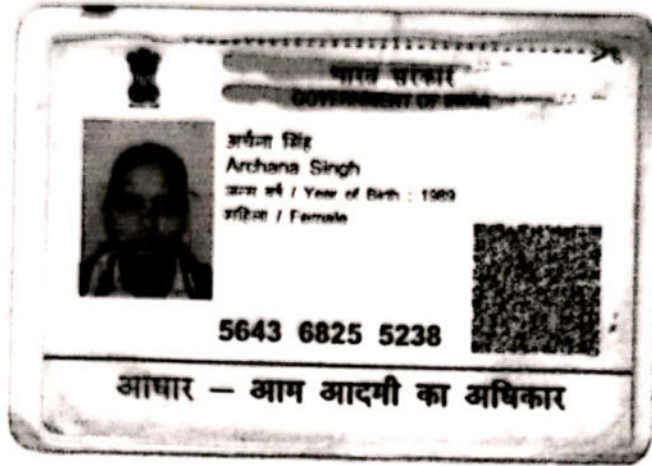 भारत सरकार
GOVERNMENT OF INDIA
अर्चना सिंह
Archana Singh
जन्म वर्ष / Year of Birth : 1989
महिला / Female
5643 6825 5238
आधार — आम आदमी का अधिकार